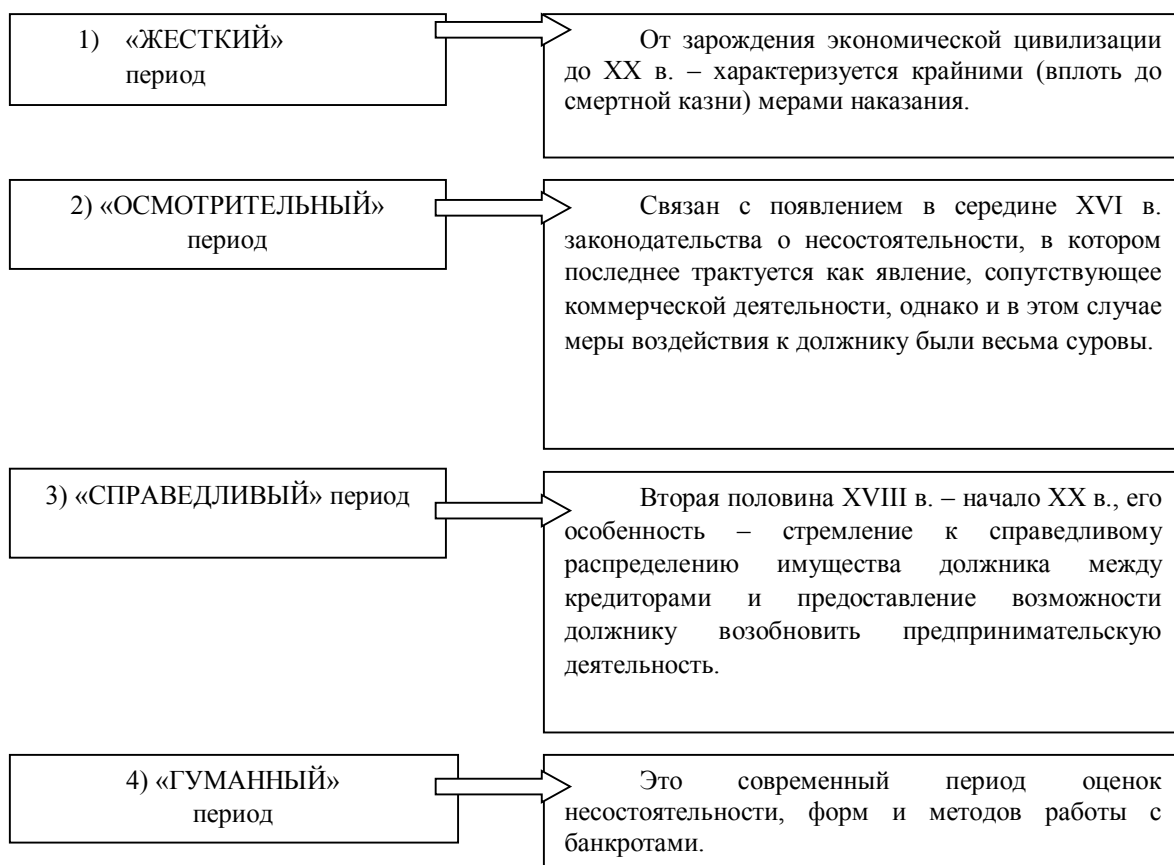 1) «ЖЕСТКИЙ»
период
От зарождения экономической цивилизации
до XX в. – характеризуется крайними (вплоть до
смертной казни) мерами наказания.
2) «ОСМОТРИТЕЛЬНЫЙ»
период
Связан с появлением в середине XVI в.
законодательства о несостоятельности, в котором
последнее трактуется как явление, сопутствующее
коммерческой деятельности, однако и в этом случае
меры воздействия к должнику были весьма суровы.
3) «СПРАВЕДЛИВЫЙ» период
Вторая половина XVIII в. – начало XX в., его
особенность – стремление к справедливому
распределению имущества должника между
кредиторами и предоставление возможности
должнику возобновить предпринимательскую
деятельность.
4) «ГУМАННЫЙ»
период
Это современный период оценок
несостоятельности, форм и методов работы с
банкротами.